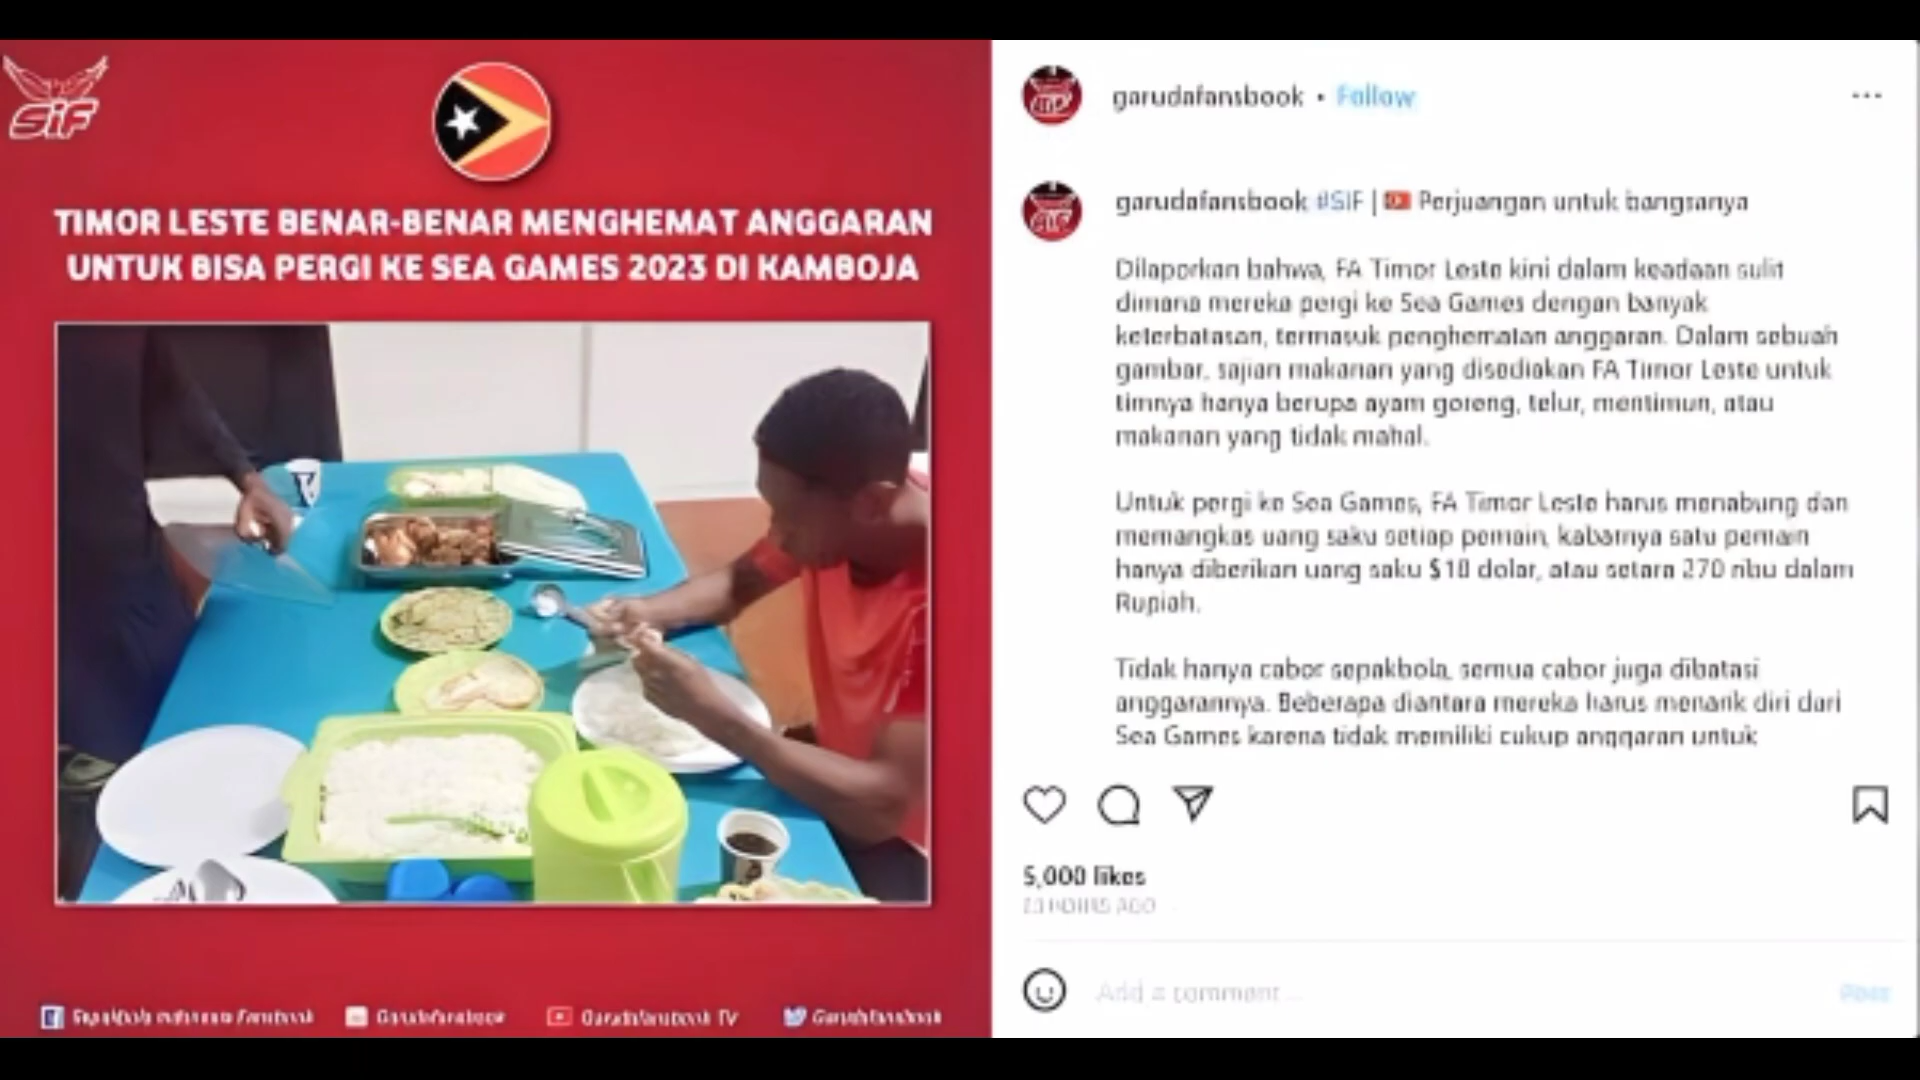 SIF
TIMOR LESTE BENAR-BENAR MENGHEMAT ANGGARAN
UNTUK BISA PERGI KE SEA GAMES 2023 DI KAMBOJA
Garudafansbook TV
Garudafansbook
garudafansbook • Follow
garudafansbook #SIF | Perjuangan untuk bangsanya
Dilaporkan bahwa, FA Timor Leste kini dalam keadaan sulit
dimana mereka pergi ke Sea Games dengan banyak
keterbatasan, termasuk penghematan anggaran. Dalam sebuah
gambar, sajian makanan yang disediakan FA Timor Leste untuk
timnya hanya berupa ayam goreng, telur, mentimun, atau
makanan yang tidak mahal.
Untuk pergi ke Sea Games, FA Timor Leste harus menabung dan
memangkas uang saku setiap pemain, kabarnya satu pemain
hanya diberikan uang saku $18 dolar, atau setara 270 ribu dalam
Rupiah.
Tidak hanya cabor sepakbola, semua cabor juga dibatasi
anggarannya. Beberapa diantara mereka harus menarik diri dari
Sea Games karena tidak memiliki cukup anggaran untuk
5,000 likes
HOURS AGO
Add a comment...
Post